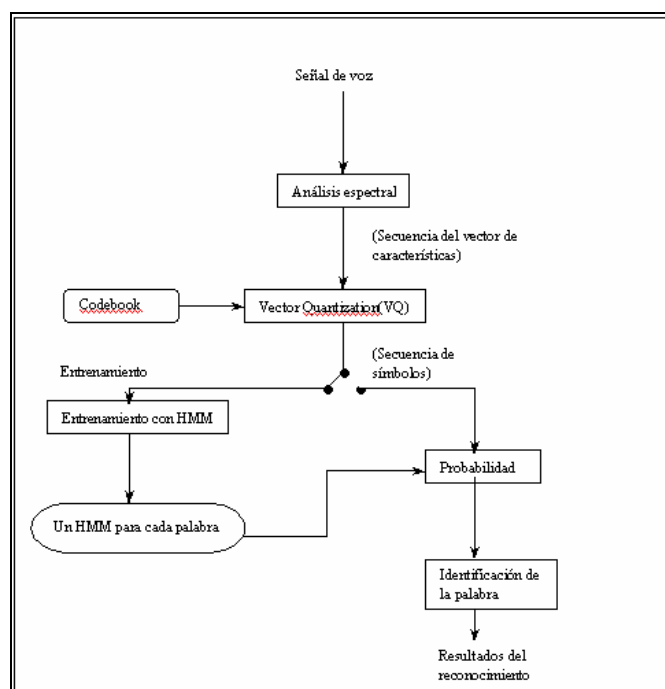 Señal de voz
Análisis espectral
(Secuencia del vector de
características)
Codebook
Vector Quantization(VQ)
(Secuencia de
símbolos)
Entrenamiento
Entrenamiento con HMM
Probabilidad
Un HMM para cada palabra
Identificación de
la palabra
Resultados del
reconocimiento